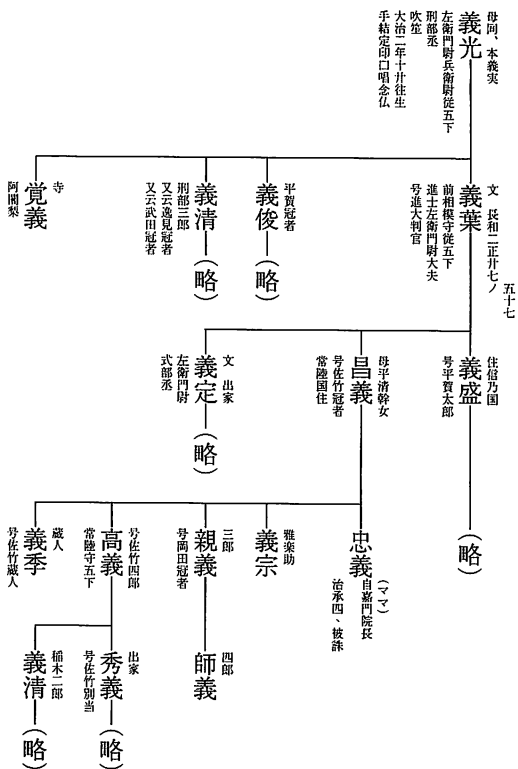 母同、本義実
義光
左衛門尉兵衛尉従五下
刑部丞
吹笙
大治二年十廿往生
手結定印口唱念仏
五十七
文　長和二正廿七ノ
義葉
前相模守従五下
進士左衛門尉大夫
号進大判官
平賀冠者
義俊
（略）
義清
刑部三郎
又云逸見冠者
又云武田冠者
（略）
寺
覚義
阿闍梨
住信乃国
義盛
号平賀太郎
（略）
母平清幹女
昌義
号佐竹冠者
常陸国住
文　出家
義定
左衛門尉
式部丞
（略）
忠義
（ママ）
自嘉門院長
治承四、被誅
雅楽助
義宗
三郎
親義
号岡田冠者
号佐竹四郎
高義
常陸守五下
蔵人
義季
号佐竹蔵人
四郎
師義
出家
秀義
号佐竹別当
（略）
稲木二郎
義清
（略）